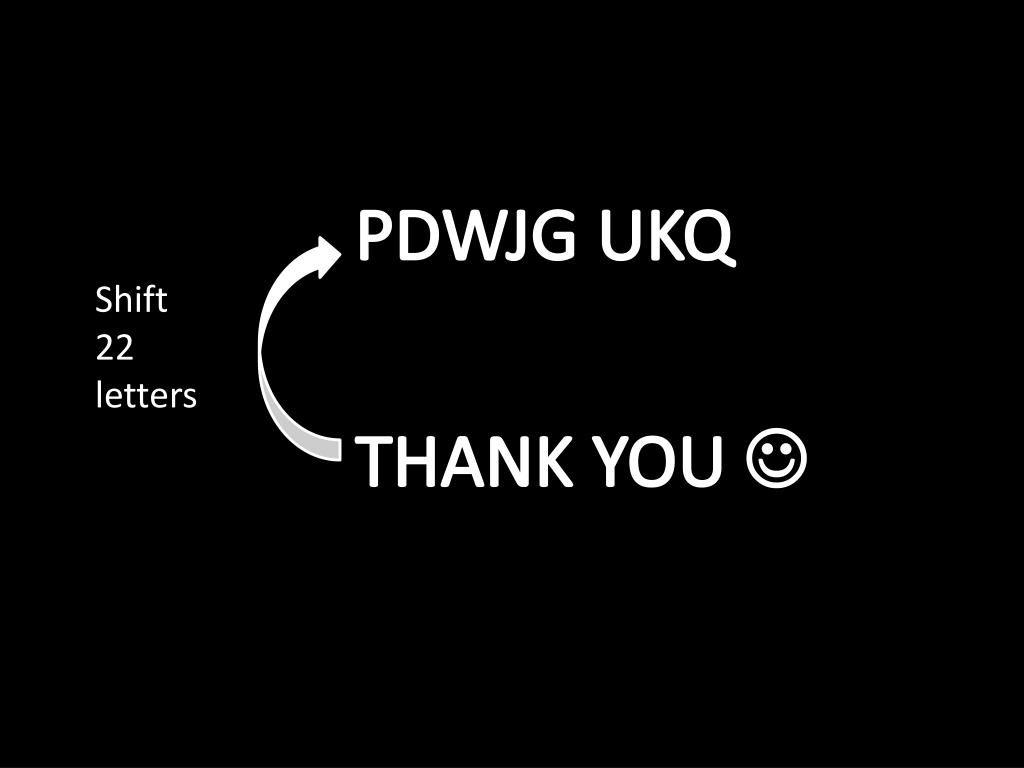 PDWJG UKQ
Shift
22
letters
THANK YOU ☺